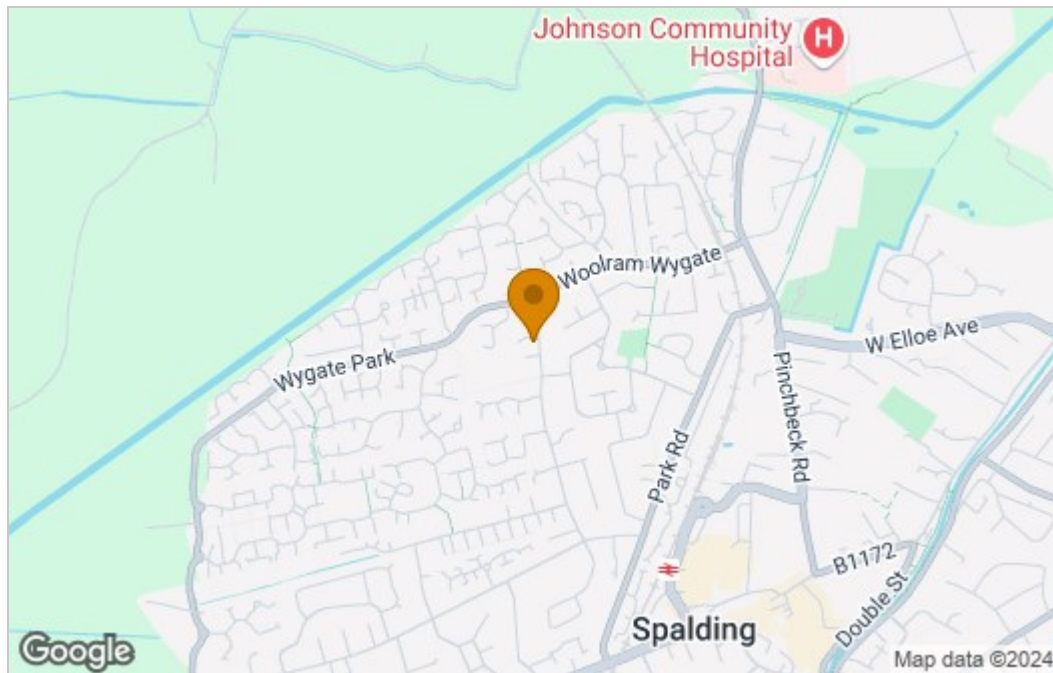 Johnson Community
Hospital
H
Woolram Wygate
Wygate Park
W Elloe Ave
Pinchbeck Rd
Park Rd
B1172
Double St
Spalding
Google
Map data ©2024